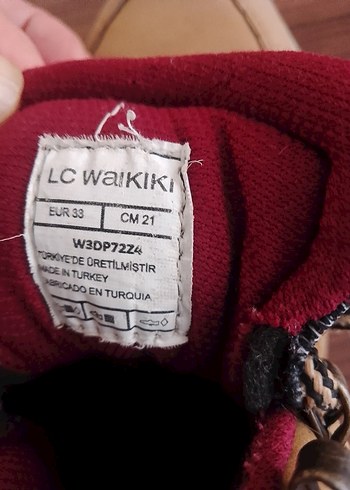 LC WaiKiKi
EUR 33 CM 21
W3DP72Z4
TÜRKİYE'DE ÜRETİLMİŞTİR
MADE IN TURKEY
FABRICADO EN TURQUIA